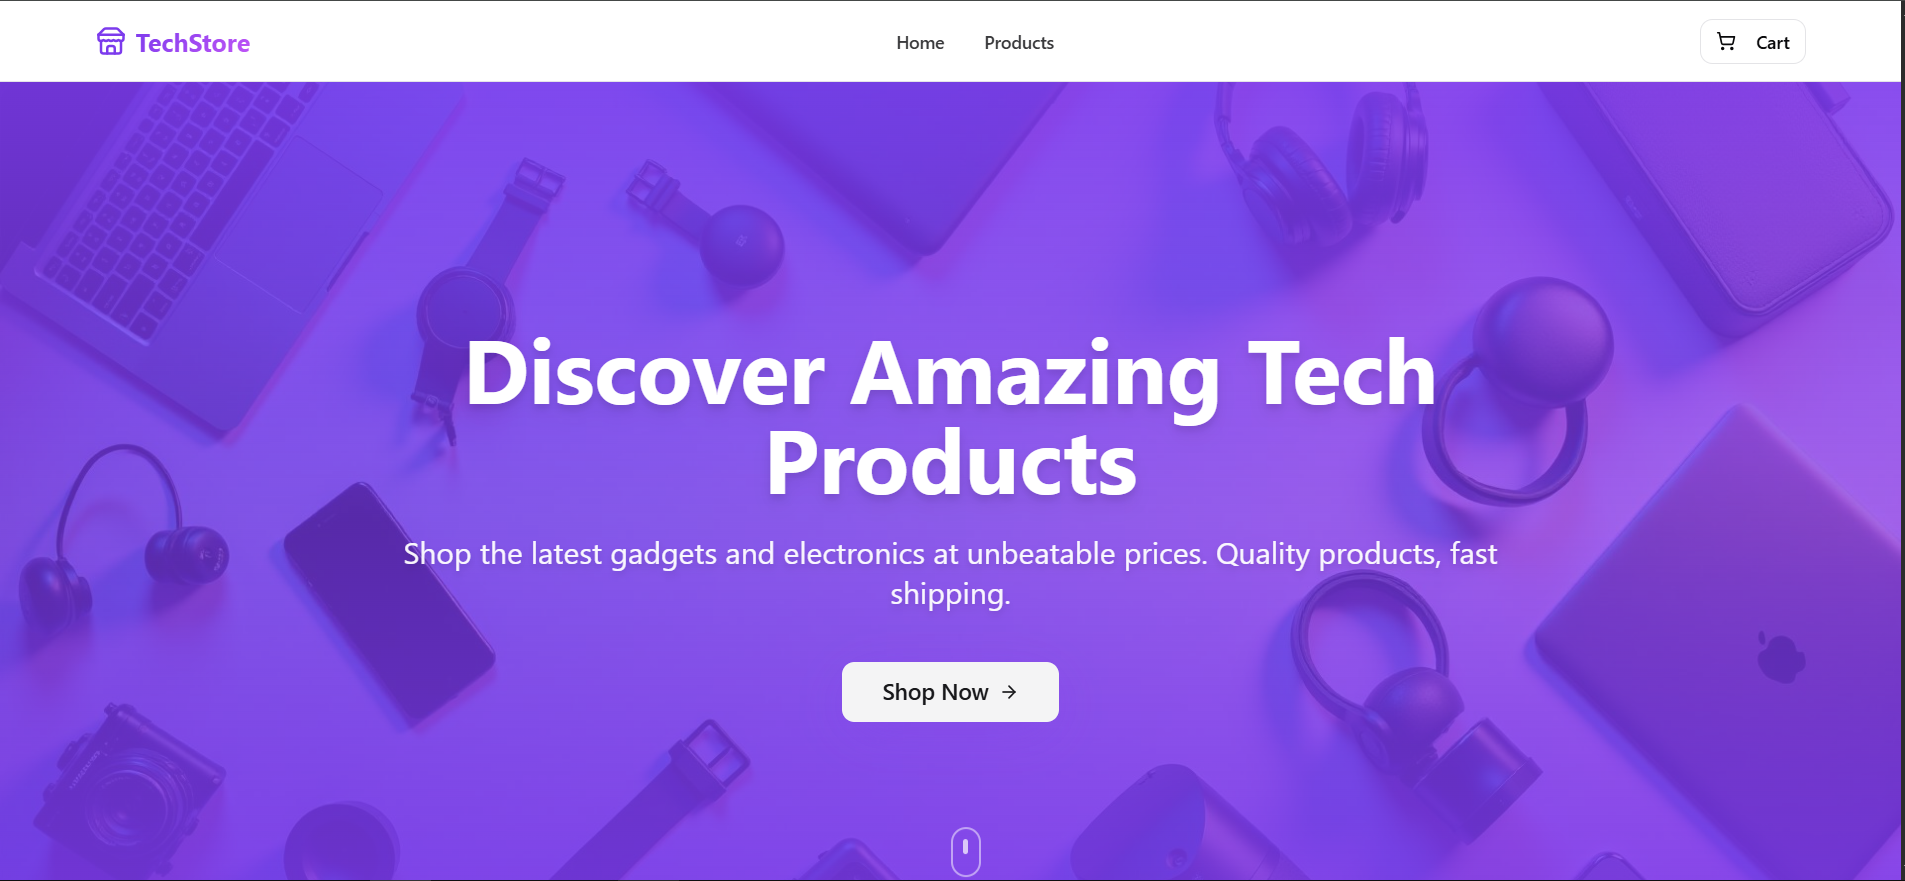 TechStore
Home
Products
Cart
Discover Amazing Tech
Products
Shop the latest gadgets and electronics at unbeatable prices. Quality products, fast
shipping.
Shop Now